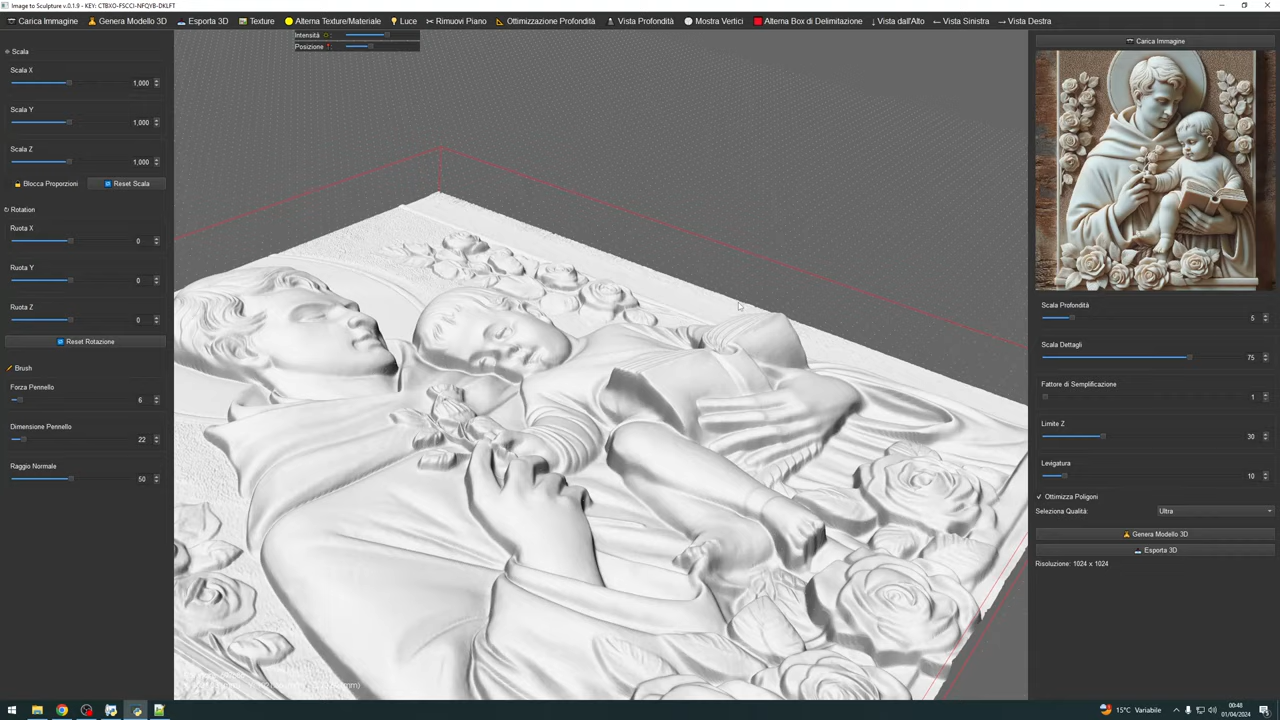 Image to Sculpture v.0.1.9 - KEY: CTBXO-FSCCI-NFQYB-DKLFT
Carica Immagine
Genera Modello 3D
Esporta 3D
Texture
Alterna Texture/Materiale
Luce
Rimuovi Piano
Ottimizzazione Profondità
Vista Profondità
Mostra Vertici
Alterna Box di Delimitazione
Vista dall'Alto
Vista Sinistra
Vista Destra
Intensità
Posizione
Scala
Scala X
1,000
Scala Y
1,000
Scala Z
1,000
Blocca Proporzioni
Reset Scala
Rotation
Ruota X
0
Ruota Y
0
Ruota Z
0
Reset Rotazione
Brush
Forza Pennello
6
Dimensione Pennello
22
Raggio Normale
50
Carica Immagine
Scala Profondità
5
Scala Dettagli
75
Fattore di Semplificazione
1
Limite Z
30
Levigatura
10
Ottimizza Poligoni
Seleziona Qualità:
Ultra
Genera Modello 3D
Esporta 3D
Risoluzione: 1024 x 1024
15°C Variabile
00:48
01/04/2024